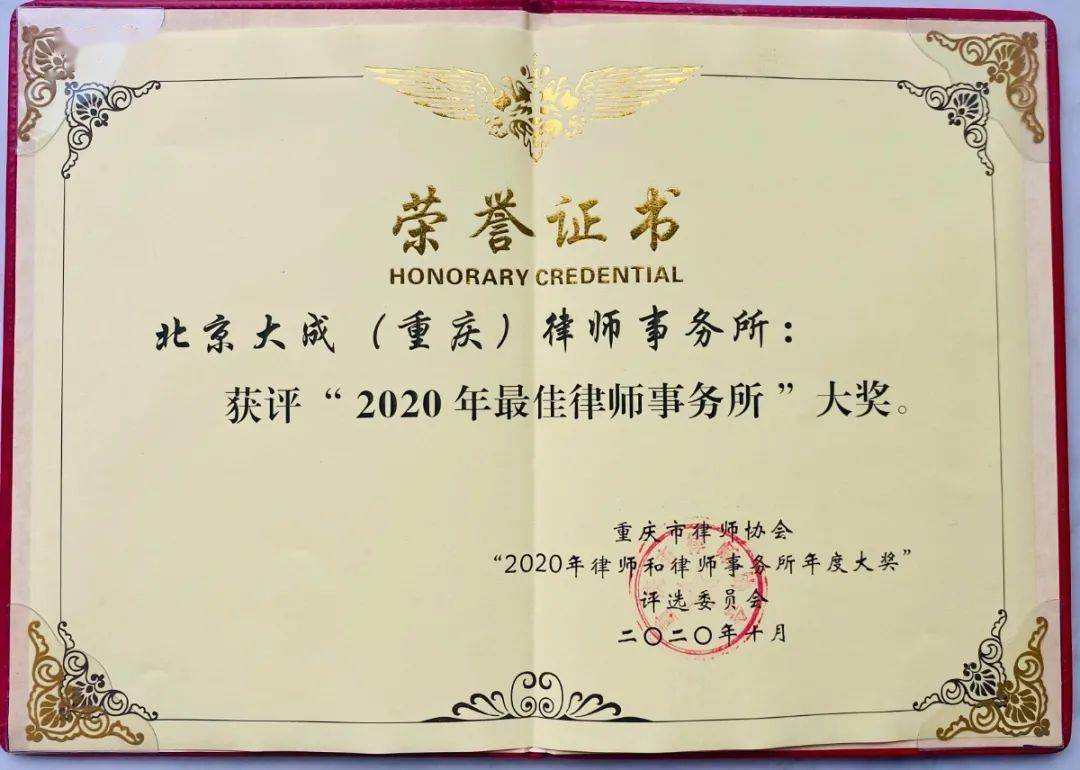 荣誉证书
HONORARY CREDENTIAL
北京大成（重庆）律师事务所：
获评“2020年最佳律师事务所”大奖。
重庆市律师协会
“2020年律师和律师事务所年度大奖”
评选委员会
二〇二〇年十月